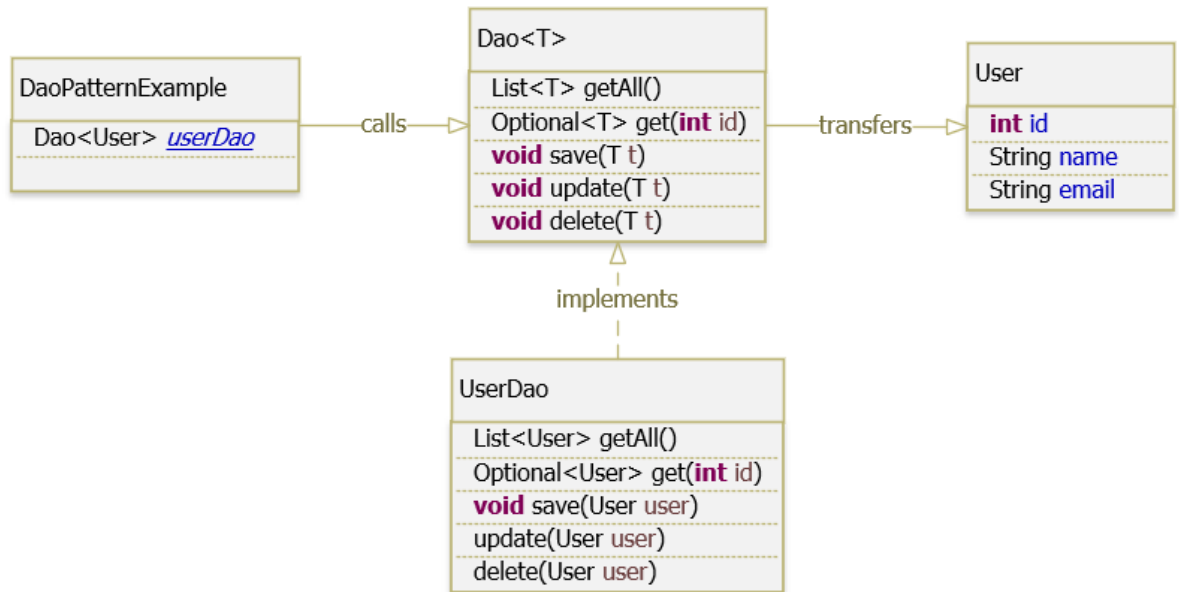 DaoPatternExample
Dao<User> userDao
calls
Dao<T>
List<T> getAll()
Optional<T> get(int id)
void save(T t)
void update(T t)
void delete(T t)
transfers
User
int id
String name
String email
implements
UserDao
List<User> getAll()
Optional<User> get(int id)
void save(User user)
update(User user)
delete(User user)